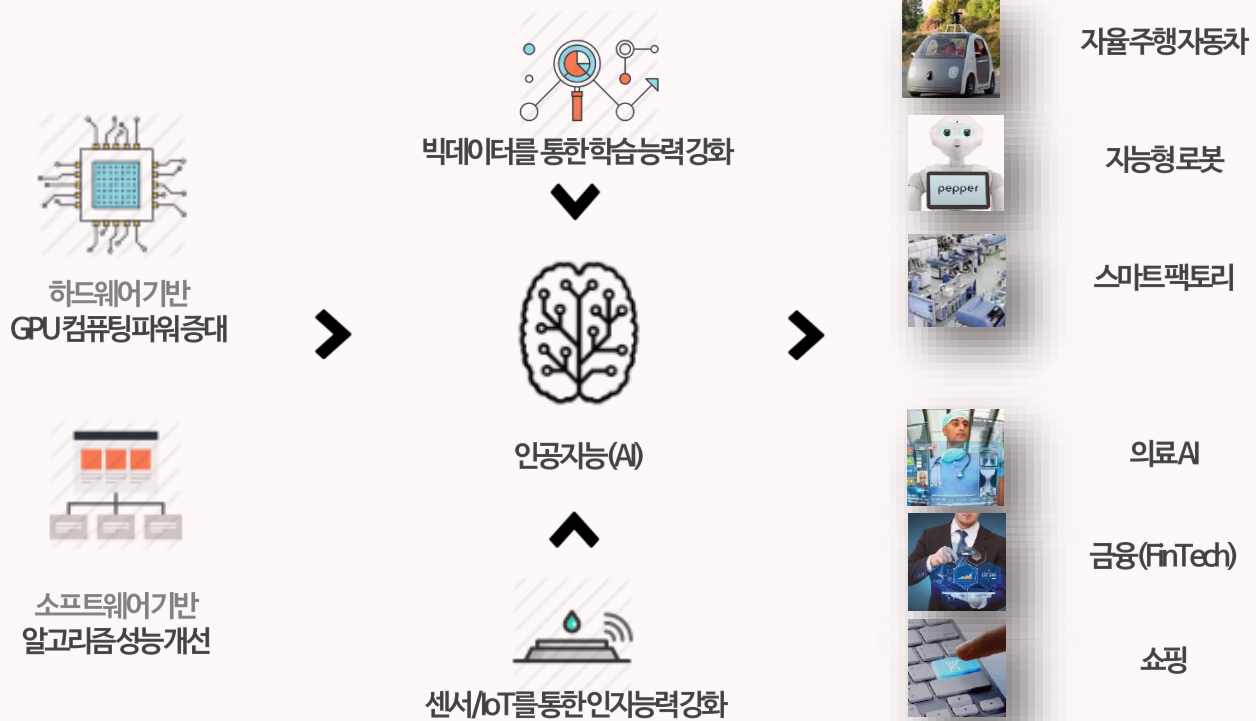 하드웨어 기반
GPU 컴퓨팅 파워 증대
소프트웨어 기반
알고리즘 성능 개선
빅데이터를 통한 학습 능력 강화
인공지능(AI)
센서/IoT를 통한 인지능력 강화
자율 주행 자동차
pepper
지능형 로봇
스마트 팩토리
의료 AI
금융 (FinTech)
쇼핑